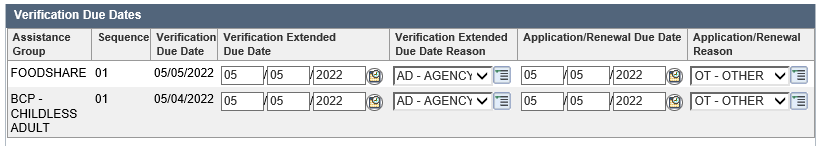 Verification Due Dates
Assistance Group Sequence Verification Due Date Verification Extended Due Date Verification Extended Due Date Reason Application/Renewal Due Date Application/Renewal Reason
FOODSHARE 01 05/05/2022 05 / 05 / 2022 AD - AGENCY 05 / 05 / 2022 OT - OTHER
BCP - CHILDLESS ADULT 01 05/04/2022 05 / 05 / 2022 AD - AGENCY 05 / 05 / 2022 OT - OTHER